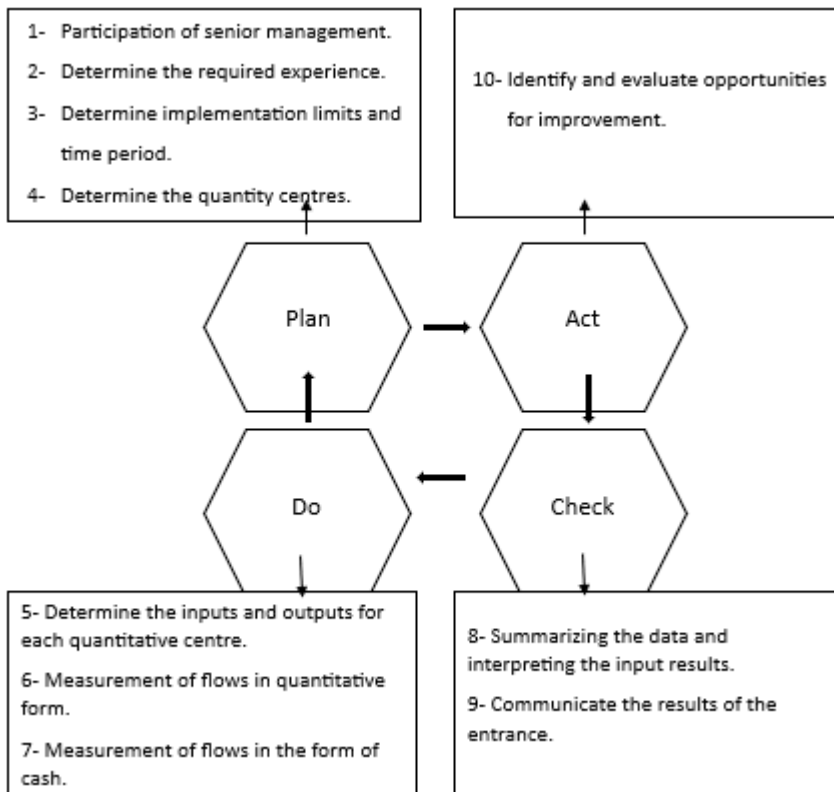 1- Participation of senior management.
2- Determine the required experience.
3- Determine implementation limits and
time period.
4- Determine the quantity centres.
10- Identify and evaluate opportunities
for improvement.
Plan
Act
Do
Check
5- Determine the inputs and outputs for
each quantitative centre.
6- Measurement of flows in quantitative
form.
7- Measurement of flows in the form of
cash.
8- Summarizing the data and
interpreting the input results.
9- Communicate the results of the
entrance.